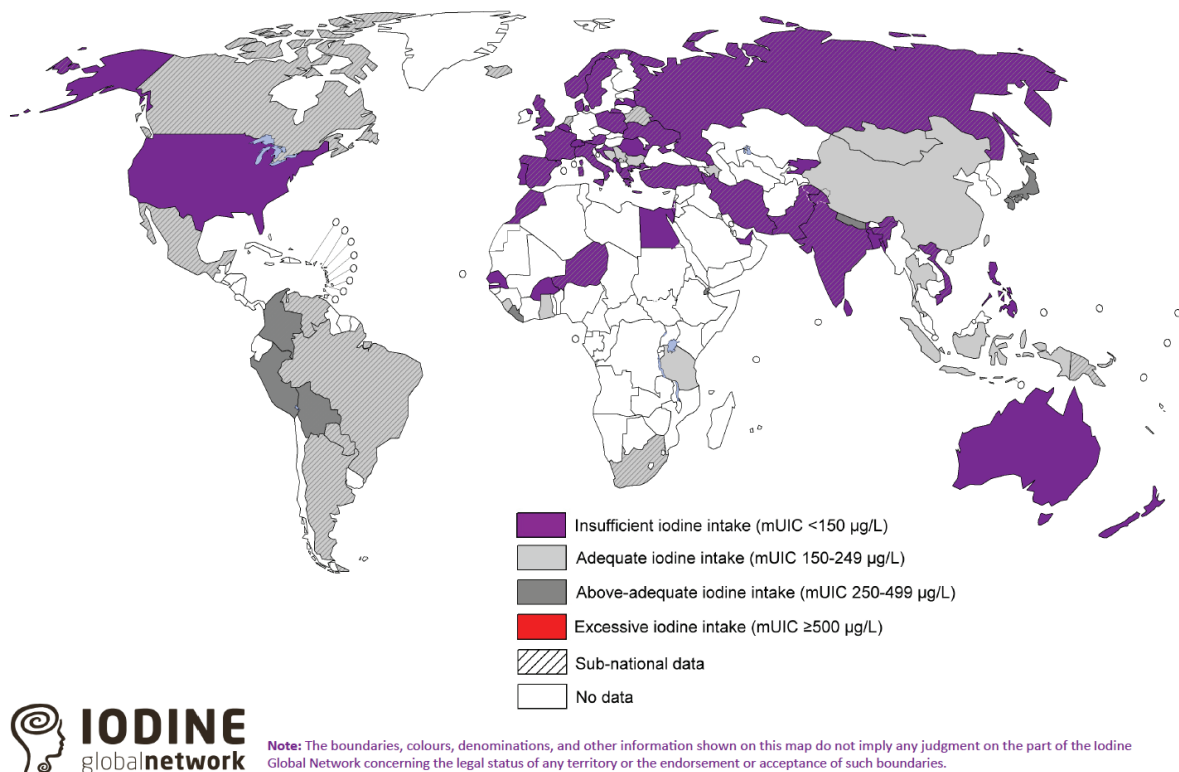 Insufficient iodine intake (mUIC <150 µg/L)
Adequate iodine intake (mUIC 150-249 µg/L)
Above-adequate iodine intake (mUIC 250-499 µg/L)
Excessive iodine intake (mUIC ≥500 µg/L)
Sub-national data
No data
IODINE
globalnetwork
Note: The boundaries, colours, denominations, and other information shown on this map do not imply any judgment on the part of the Iodine
Global Network concerning the legal status of any territory or the endorsement or acceptance of such boundaries.